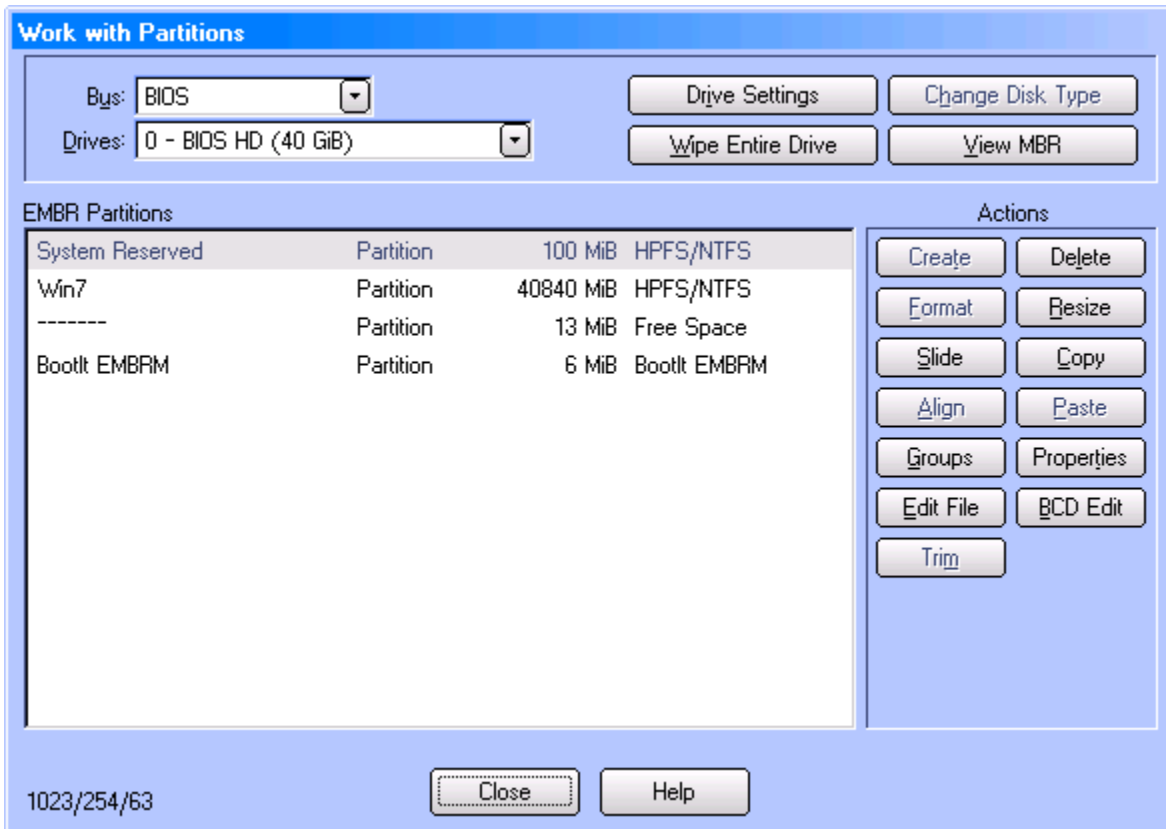 Work with Partitions
Bus: BIOS
Drives: 0 - BIOS HD (40 GiB)
Drive Settings
Change Disk Type
Wipe Entire Drive
View MBR
EMBR Partitions
System Reserved Partition 100 MiB HPFS/NTFS
Win7 Partition 40840 MiB HPFS/NTFS
------- Partition 13 MiB Free Space
BootIt EMBRM Partition 6 MiB BootIt EMBRM
Actions
Create Delete
Format Resize
Slide Copy
Align Paste
Groups Properties
Edit File BCD Edit
Trim
1023/254/63
Close
Help